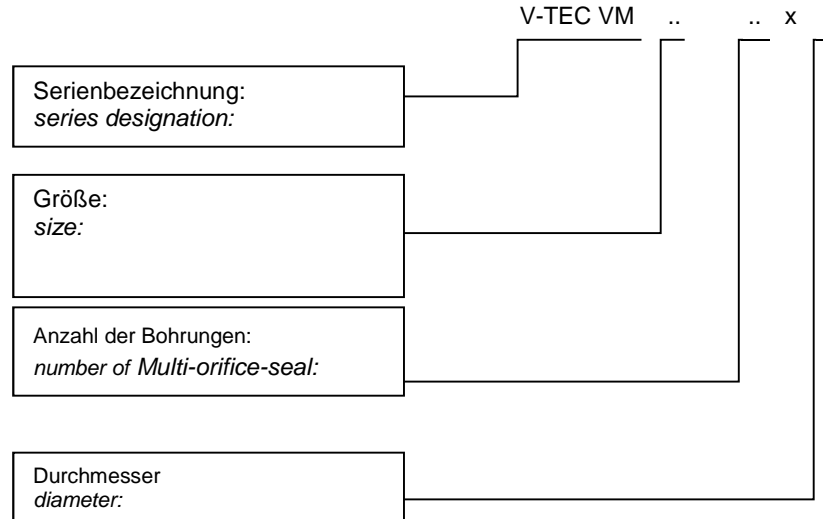 V-TEC VM .. .. x
Serienbezeichnung:
series designation:
Größe:
size:
Anzahl der Bohrungen:
number of Multi-orifice-seal:
Durchmesser
diameter: